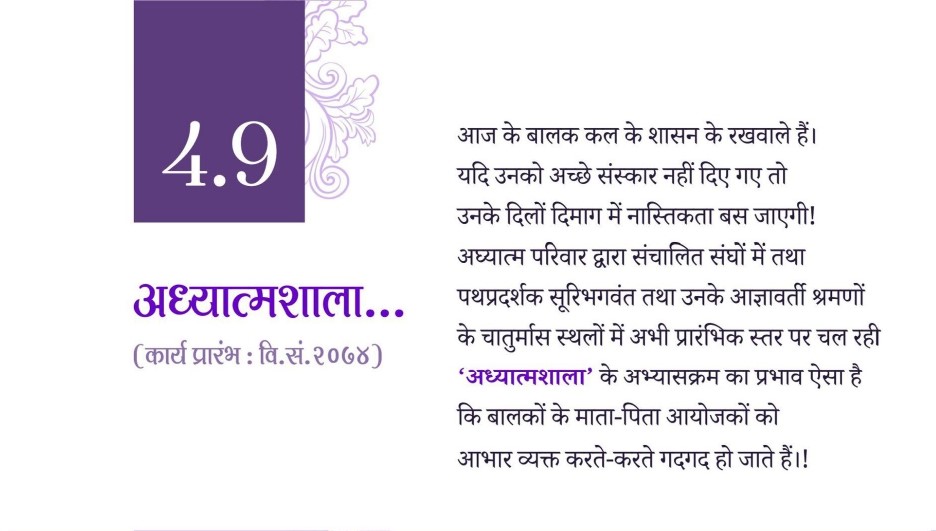 4.9
अध्यात्मशाला...
(कार्य प्रारंभ : वि.सं.२०७४)
आज के बालक कल के शासन के रखवाले हैं।
यदि उनको अच्छे संस्कार नहीं दिए गए तो
उनके दिलों दिमाग में नास्तिकता बस जाएगी!
अघ्यात्म परिवार द्वारा संचालित संघों में तथा
पथप्रदर्शक सूरिभगवंत तथा उनके आज्ञावर्ती श्रमणों
के चातुर्मास स्थलों में अभी प्रारंभिक स्तर पर चल रही
‘अध्यात्मशाला’ के अभ्यासक्रम का प्रभाव ऐसा है
कि बालकों के माता-पिता आयोजकों को
आभार व्यक्त करते-करते गदगद हो जाते हैं।!